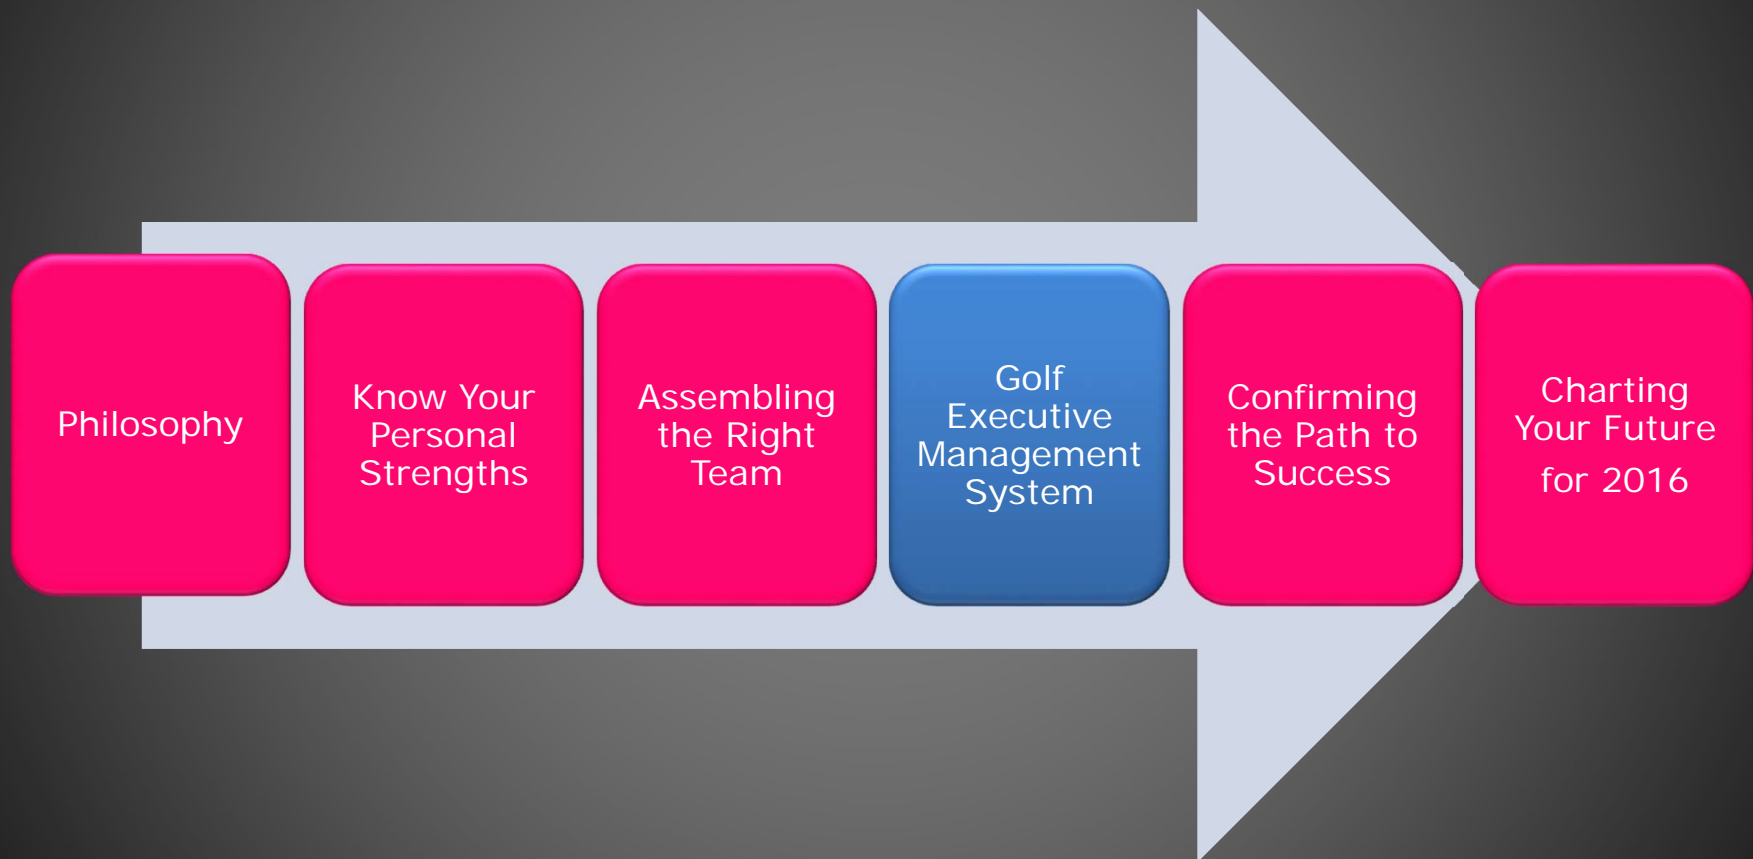 Philosophy
Know Your
Personal
Strengths
Assembling
the Right
Team
Golf
Executive
Management
System
Confirming
the Path to
Success
Charting
Your Future
for 2016